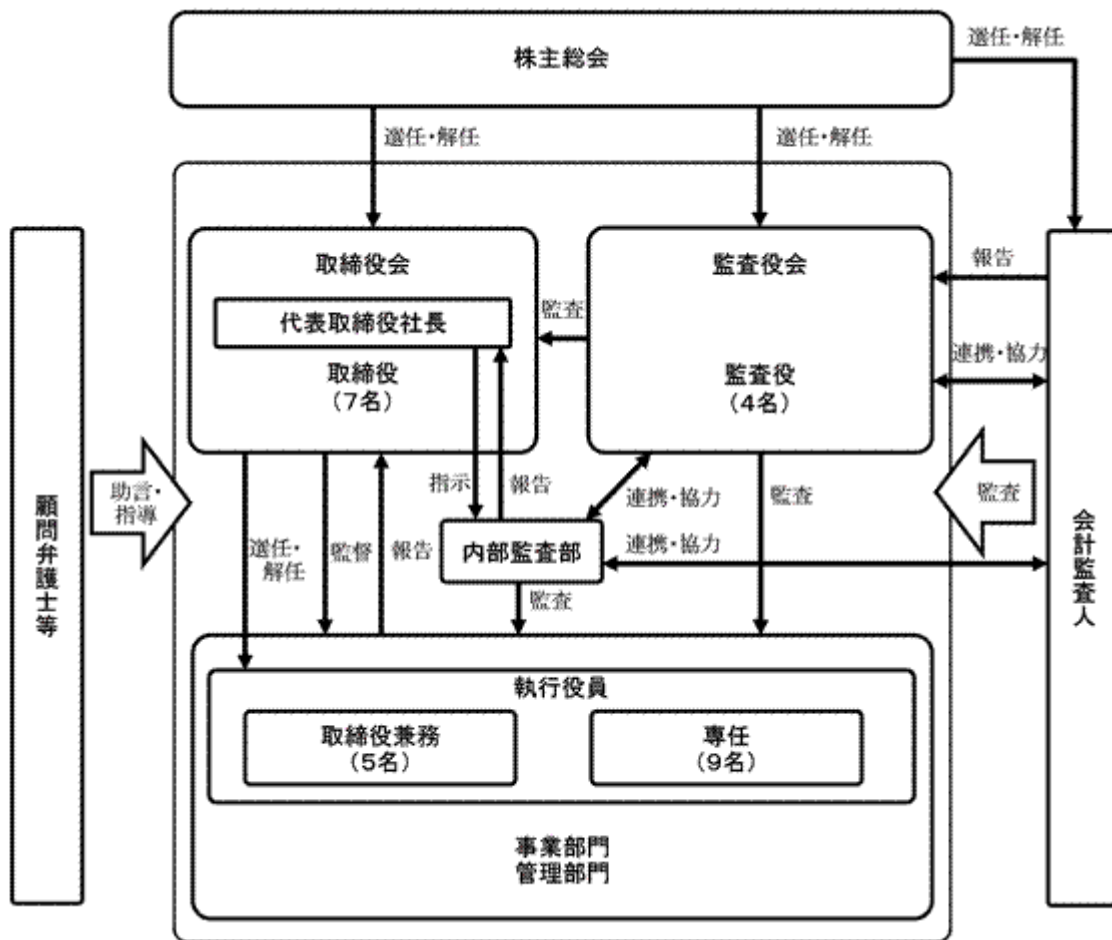 株主総会
選任・解任
選任・解任
選任・解任
取締役会
代表取締役社長
取締役
(7名)
監査
監査役会
監査役
(4名)
報告
連携・協力
顧問弁護士等
助言・
指導
指示
報告
連携・協力
監査
監査
会計監査人
選任・
解任
監督
報告
内部監査部
連携・協力
監査
執行役員
取締役兼務
(5名)
専任
(9名)
事業部門
管理部門